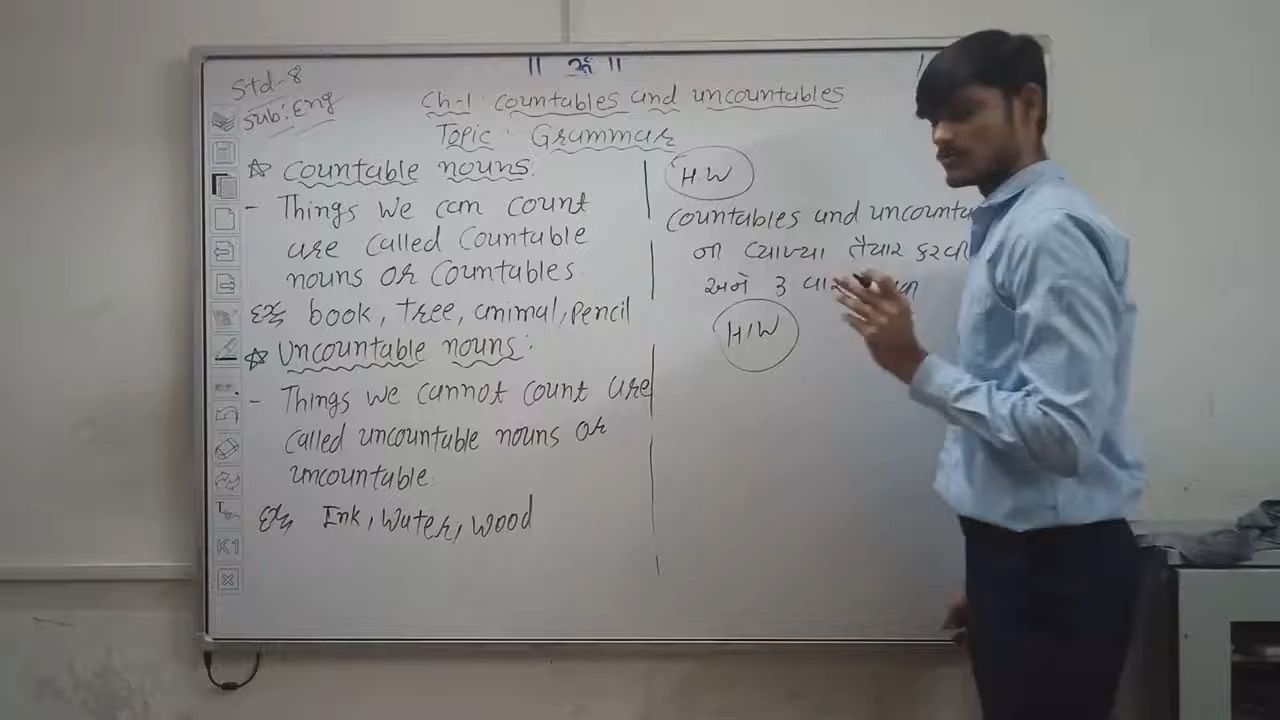 || ૐ ||
Std-8
Sub: Eng
Ch-1 Countables and uncountables
Topic: Grammar
☆ Countable nouns:
- Things we can count
are called Countable
nouns or Countables
Ex book, tree, animal, pencil
☆ Uncountable nouns:
- Things we cannot count are
called uncountable nouns or
uncountable.
Ex Ink, Water, Wood
H.W
Countables and
ના વ્યાખ્યા તૈયાર કરવી
અને 3
H/W
K1